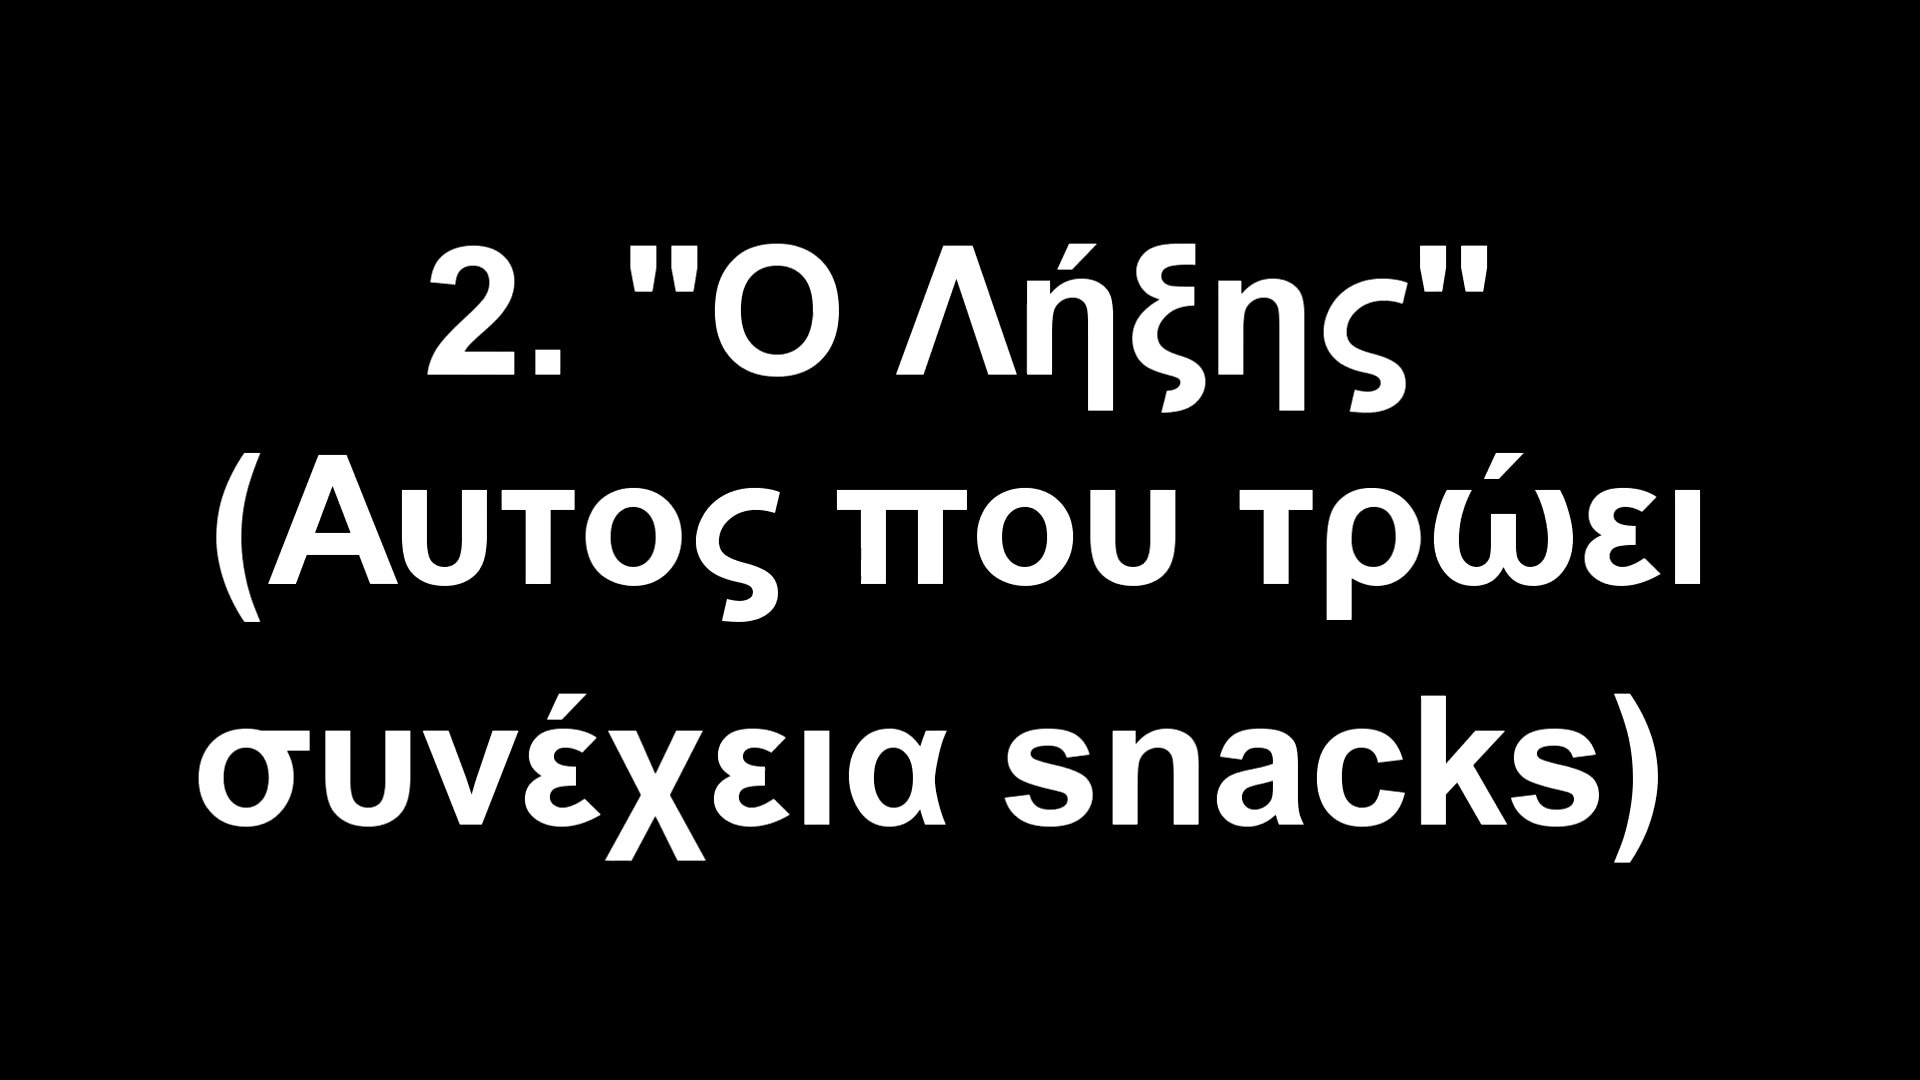 2. "Ο Λήξης"
(Αυτος που τρώει
συνέχεια snacks)